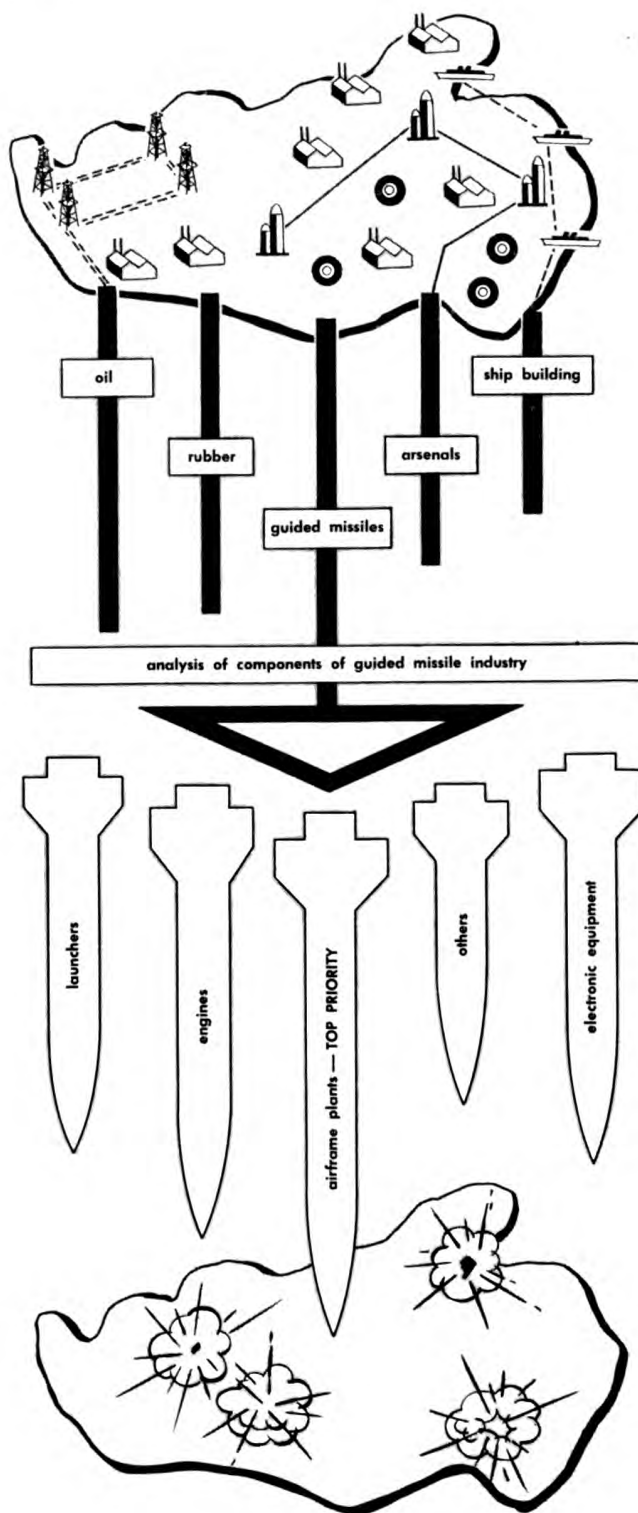 oil
ship building
rubber
arsenals
guided missiles
analysis of components of guided missile industry
launchers
engines
airframe plants — TOP PRIORITY
others
electronic equipment